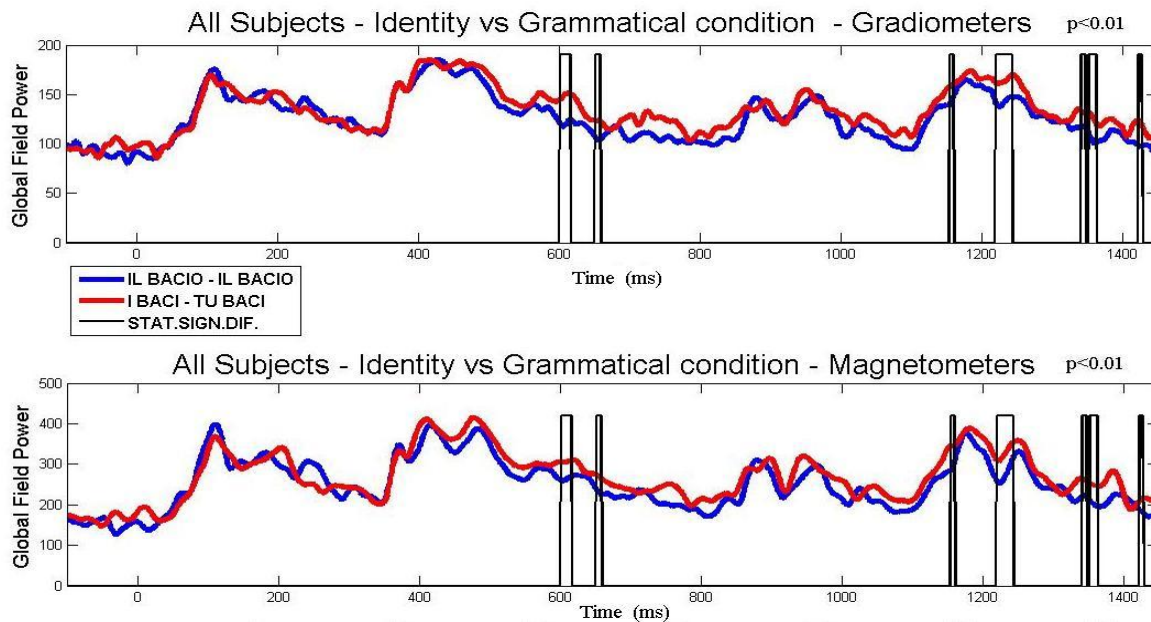 All Subjects - Identity vs Grammatical condition - Gradiometers p<0.01
200
150
100
50
0
Global Field Power
0 200 400 600 800 1000 1200 1400
Time (ms)
IL BACIO - IL BACIO
I BACI - TU BACI
STAT.SIGN.DIF.
All Subjects - Identity vs Grammatical condition - Magnetometers p<0.01
500
400
300
200
100
0
Global Field Power
0 200 400 600 800 1000 1200 1400
Time (ms)